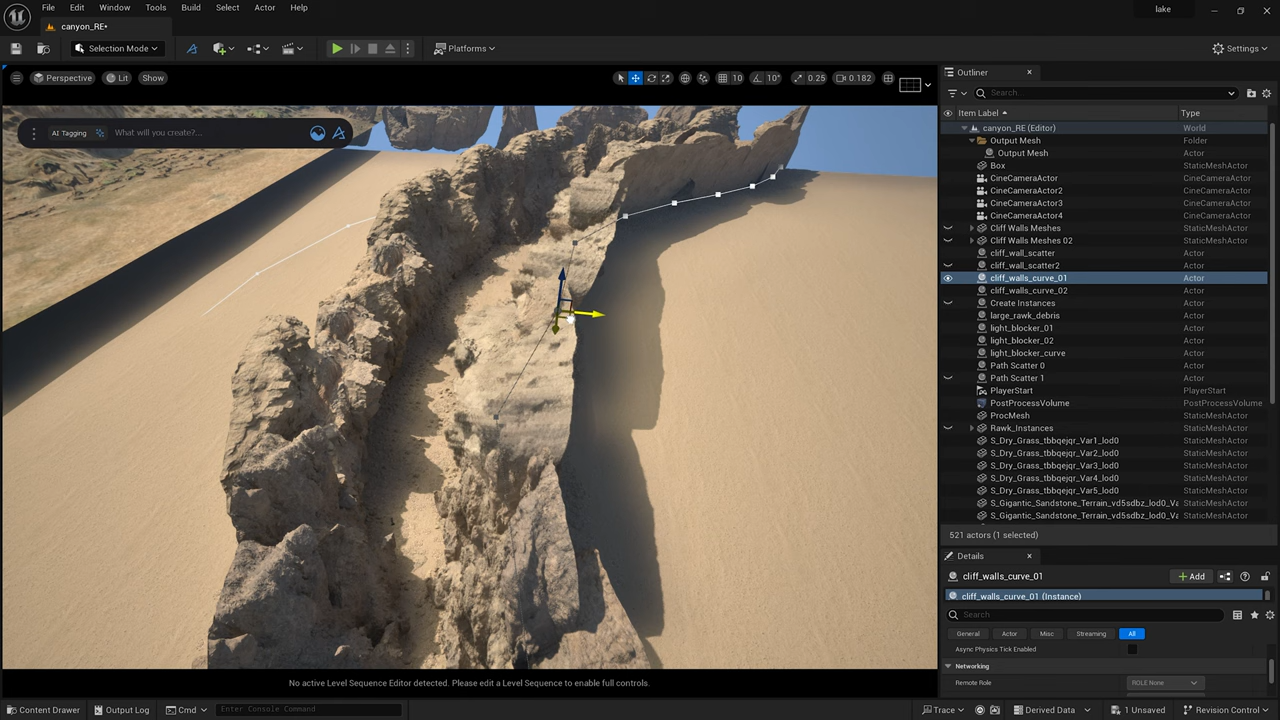 File Edit Window Tools Build Select Actor Help
lake
canyon_RE•
Selection Mode
Platforms
Settings
Perspective Lit Show
10 10° 0.25 0.182
AI Tagging What will you create?...
Outliner
Search...
Item Label Type
canyon_RE (Editor) World
Output Mesh Folder
Output Mesh Actor
Box StaticMeshActor
CineCameraActor CineCameraActor
CineCameraActor2 CineCameraActor
CineCameraActor3 CineCameraActor
CineCameraActor4 CineCameraActor
Cliff Walls Meshes StaticMeshActor
Cliff Walls Meshes 02 StaticMeshActor
cliff_wall_scatter Actor
cliff_wall_scatter2 Actor
cliff_walls_curve_01 Actor
cliff_walls_curve_02 Actor
Create Instances Actor
large_rawk_debris Actor
light_blocker_01 Actor
light_blocker_02 Actor
light_blocker_curve Actor
Path Scatter 0 Actor
Path Scatter 1 Actor
PlayerStart PlayerStart
PostProcessVolume PostProcessVolume
ProcMesh StaticMeshActor
Rawk_Instances StaticMeshActor
S_Dry_Grass_tbbqejqr_Var1_lod0 StaticMeshActor
S_Dry_Grass_tbbqejqr_Var2_lod0 StaticMeshActor
S_Dry_Grass_tbbqejqr_Var3_lod0 StaticMeshActor
S_Dry_Grass_tbbqejqr_Var4_lod0 StaticMeshActor
S_Dry_Grass_tbbqejqr_Var5_lod0 StaticMeshActor
S_Gigantic_Sandstone_Terrain_vd5sdbz_lod0_Va StaticMeshActor
S_Gigantic_Sandstone_Terrain_vd5sdbz_lod0_Va StaticMeshActor
521 actors (1 selected)
Details
cliff_walls_curve_01
Add
cliff_walls_curve_01 (Instance)
Search
General Actor Misc Streaming All
Async Physics Tick Enabled
Networking
Remote Role ROLE None
No active Level Sequence Editor detected. Please edit a Level Sequence to enable full controls.
Content Drawer Output Log Cmd Enter Console Command
Trace Derived Data 1 Unsaved Revision Control